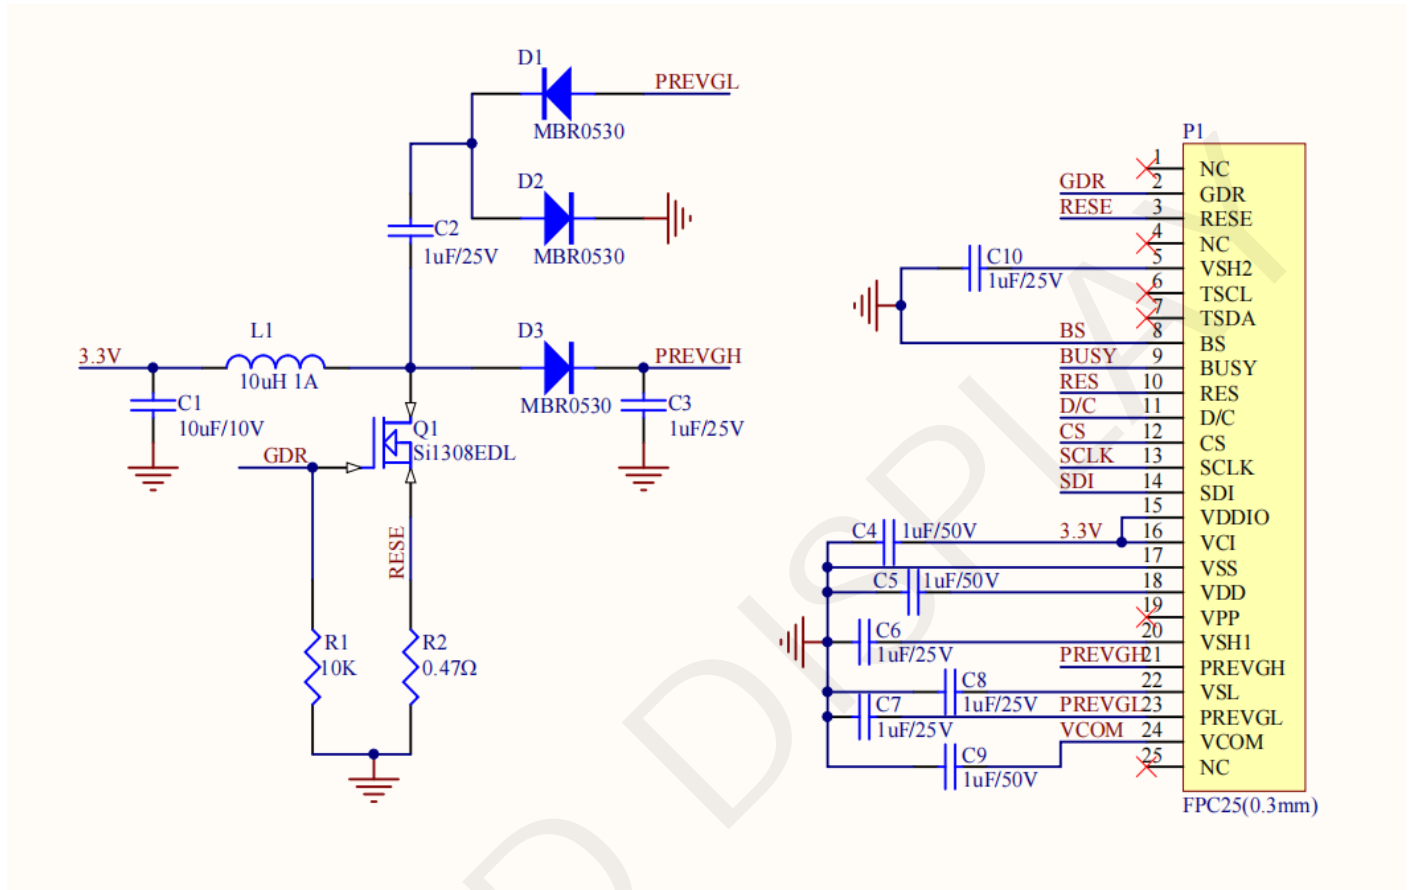 D1
PREVGL
MBR0530
D2
MBR0530
C2
1uF/25V
L1
3.3V
10uH 1A
D3
PREVGH
MBR0530
C1
10uF/10V
C3
1uF/25V
Q1
Si1308EDL
GDR
RESE
R1
10K
R2
0.47Ω
P1
1 NC
GDR 2 GDR
RESE 3 RESE
4 NC
C10
1uF/25V
5 VSH2
6 TSCL
7 TSDA
BS 8 BS
BUSY 9 BUSY
RES 10 RES
D/C 11 D/C
CS 12 CS
SCLK 13 SCLK
SDI 14 SDI
15 VDDIO
C4 1uF/50V 3.3V 16 VCI
17 VSS
C5 1uF/50V 18 VDD
19 VPP
C6
1uF/25V
20 VSH1
PREVGH 21 PREVGH
C8
1uF/25V
22 VSL
C7
1uF/25V
PREVGL 23 PREVGL
VCOM 24 VCOM
C9
1uF/50V
25 NC
FPC25(0.3mm)
D DISPLAY